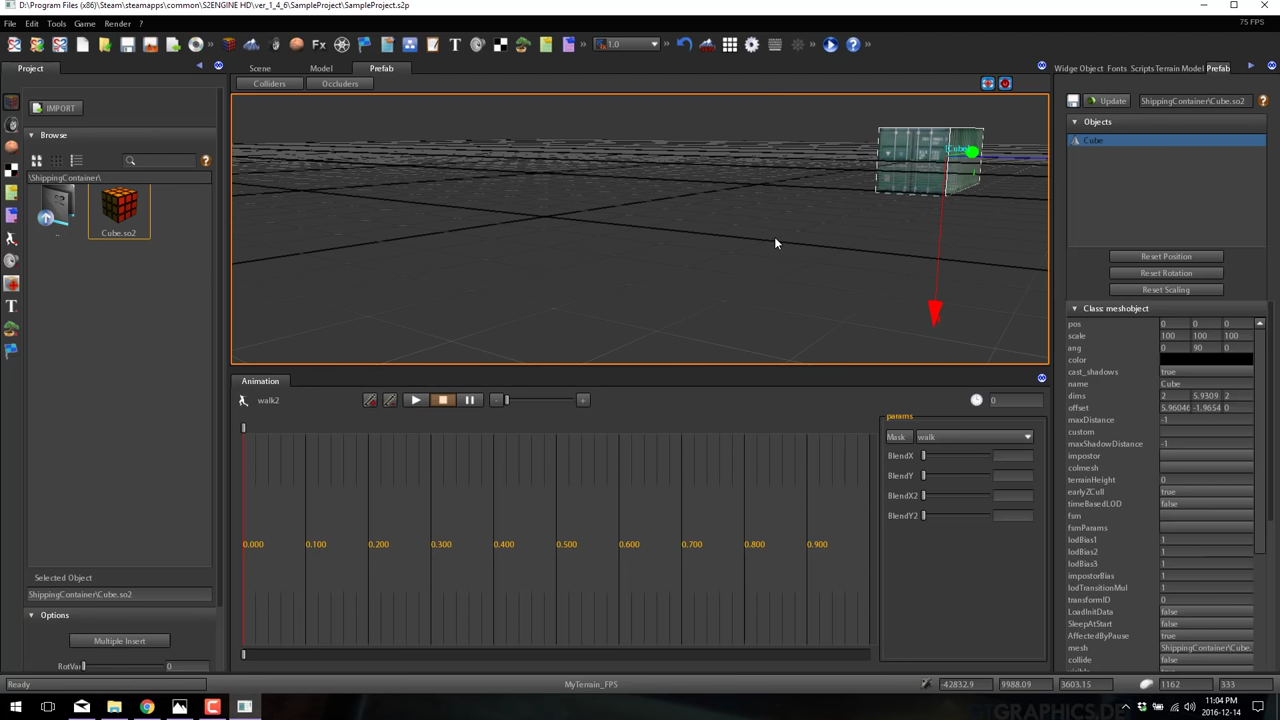 D:\Program Files (x86)\Steam\steamapps\common\S2ENGINE HD\ver_1_4_6\SampleProject\SampleProject.s2p
File Edit Tools Game Render ?
75 FPS
Fx T 1.0
Project
Scene Model Prefab
Widget Object Fonts Scripts Terrain Model Prefab
Colliders Occluders
IMPORT
Update ShippingContainer\Cube.so2
Objects
Cube
Browse
\ShippingContainer\
..
Cube.so2
[Cube]
Reset Position
Reset Rotation
Reset Scaling
Class: meshobject
pos 0 0 0
scale 100 100 100
ang 0 90 0
color
cast_shadows true
name Cube
dims 2 5.9309 2
offset 5.96046 -1.9654 0
maxDistance -1
custom
maxShadowDistance -1
impostor
colmesh
terrainHeight 0
earlyZCull true
timeBasedLOD false
fsm
fsmParams
lodBias1 1
lodBias2 1
lodBias3 1
impostorBias 1
lodTransitionMul 1
transformID 0
LoadInitData false
SleepAtStart false
AffectedByPause true
mesh ShippingContainer\Cube.
collide false
Animation
walk2
- +
0
params
Mask walk
BlendX
BlendY
BlendX2
BlendY2
0.000 0.100 0.200 0.300 0.400 0.500 0.600 0.700 0.800 0.900
T
Selected Object
ShippingContainer\Cube.so2
Options
Multiple Insert
RotVar 0
Ready
MyTerrain_FPS
-42832.9 9988.09 3603.15 1162 333
11:04 PM
2016-12-14